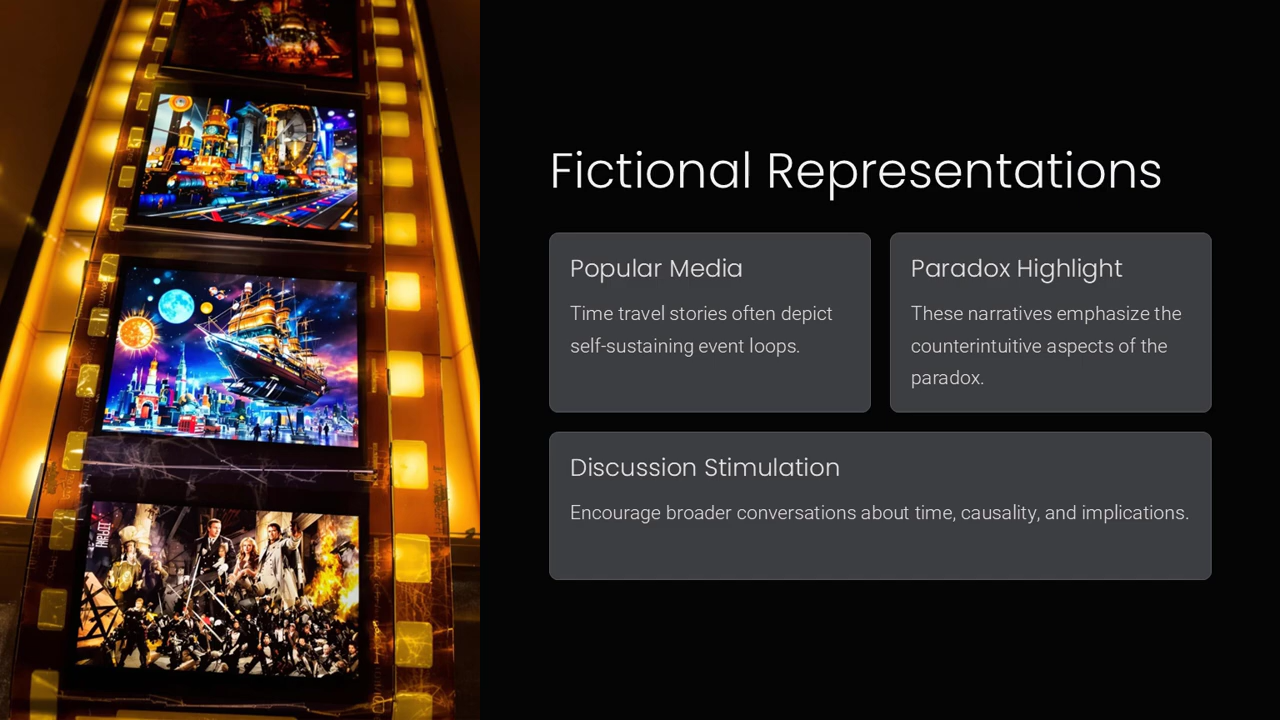 Fictional Representations
Popular Media
Time travel stories often depict
self-sustaining event loops.
Paradox Highlight
These narratives emphasize the
counterintuitive aspects of the
paradox.
Discussion Stimulation
Encourage broader conversations about time, causality, and implications.